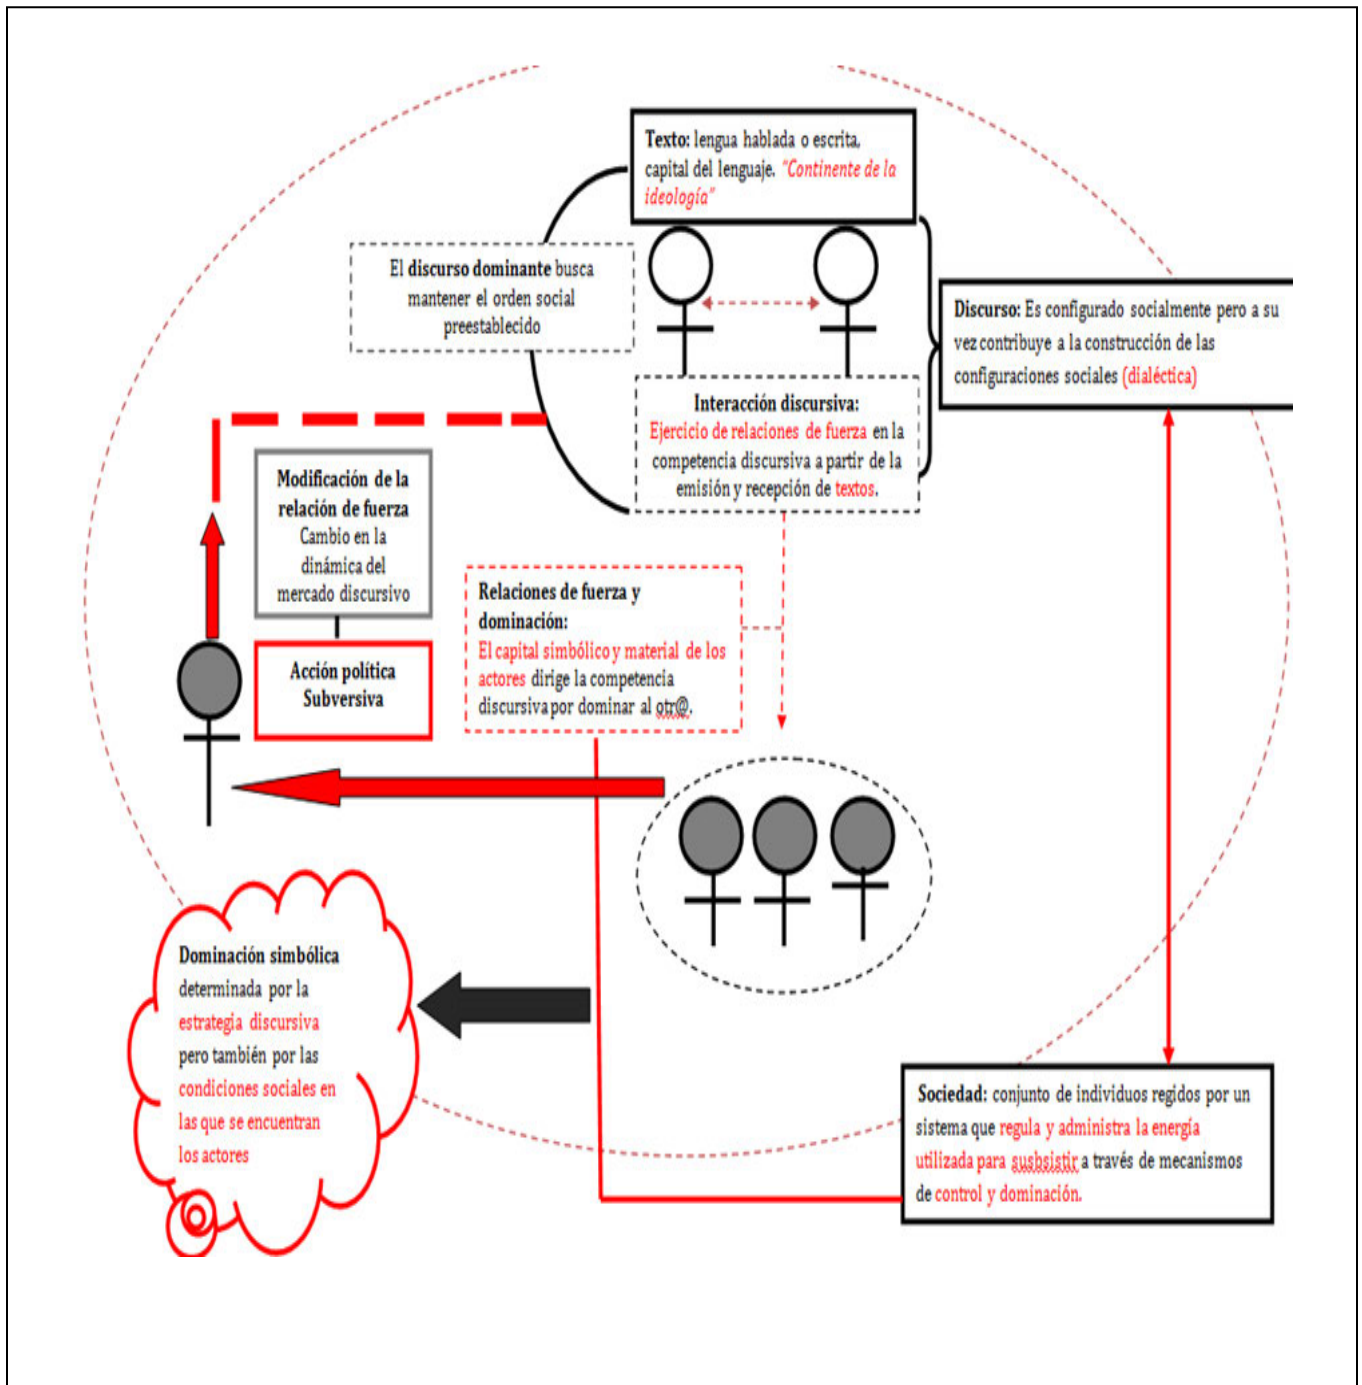 Texto: lengua hablada o escrita,
capital del lenguaje. "Continente de la
ideología"
El discurso dominante busca
mantener el orden social
preestablecido
Discurso: Es configurado socialmente pero a su
vez contribuye a la construcción de las
configuraciones sociales (dialéctica)
Interacción discursiva:
Ejercicio de relaciones de fuerza en la
competencia discursiva a partir de la
emisión y recepción de textos.
Modificación de la
relación de fuerza
Cambio en la
dinámica del
mercado discursivo
Relaciones de fuerza y
dominación:
El capital simbólico y material de los
actores dirige la competencia
discursiva por dominar al otr@.
Acción política
Subversiva
Dominación simbólica
determinada por la
estrategia discursiva
pero también por las
condiciones sociales en
las que se encuentran
los actores
Sociedad: conjunto de individuos regidos por un
sistema que regula y administra la energía
utilizada para susbsistir a través de mecanismos
de control y dominación.